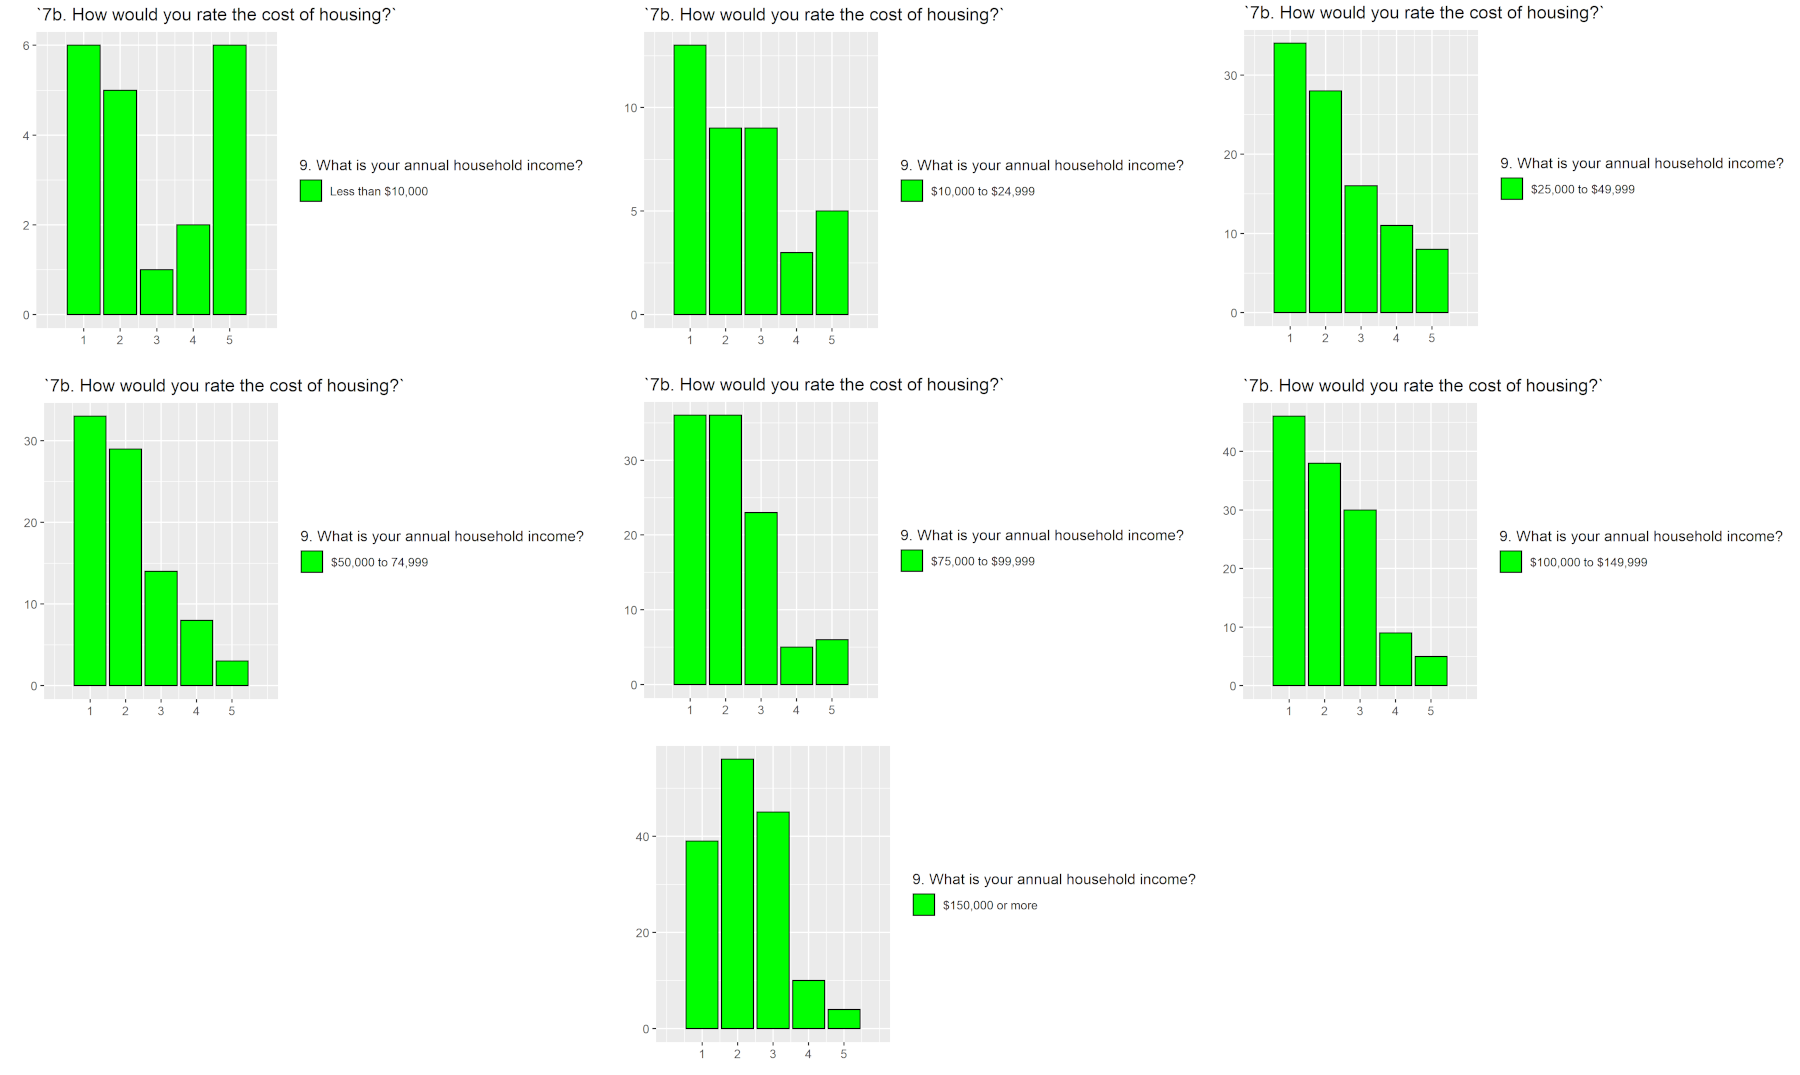 `7b. How would you rate the cost of housing?`
6
4
2
0
1 2 3 4 5
9. What is your annual household income?
Less than $10,000
`7b. How would you rate the cost of housing?`
10
5
0
1 2 3 4 5
9. What is your annual household income?
$10,000 to $24,999
`7b. How would you rate the cost of housing?`
30
20
10
0
1 2 3 4 5
9. What is your annual household income?
$25,000 to $49,999
`7b. How would you rate the cost of housing?`
30
20
10
0
1 2 3 4 5
9. What is your annual household income?
$50,000 to 74,999
`7b. How would you rate the cost of housing?`
30
20
10
0
1 2 3 4 5
9. What is your annual household income?
$75,000 to $99,999
`7b. How would you rate the cost of housing?`
40
30
20
10
0
1 2 3 4 5
9. What is your annual household income?
$100,000 to $149,999
40
20
0
1 2 3 4 5
9. What is your annual household income?
$150,000 or more